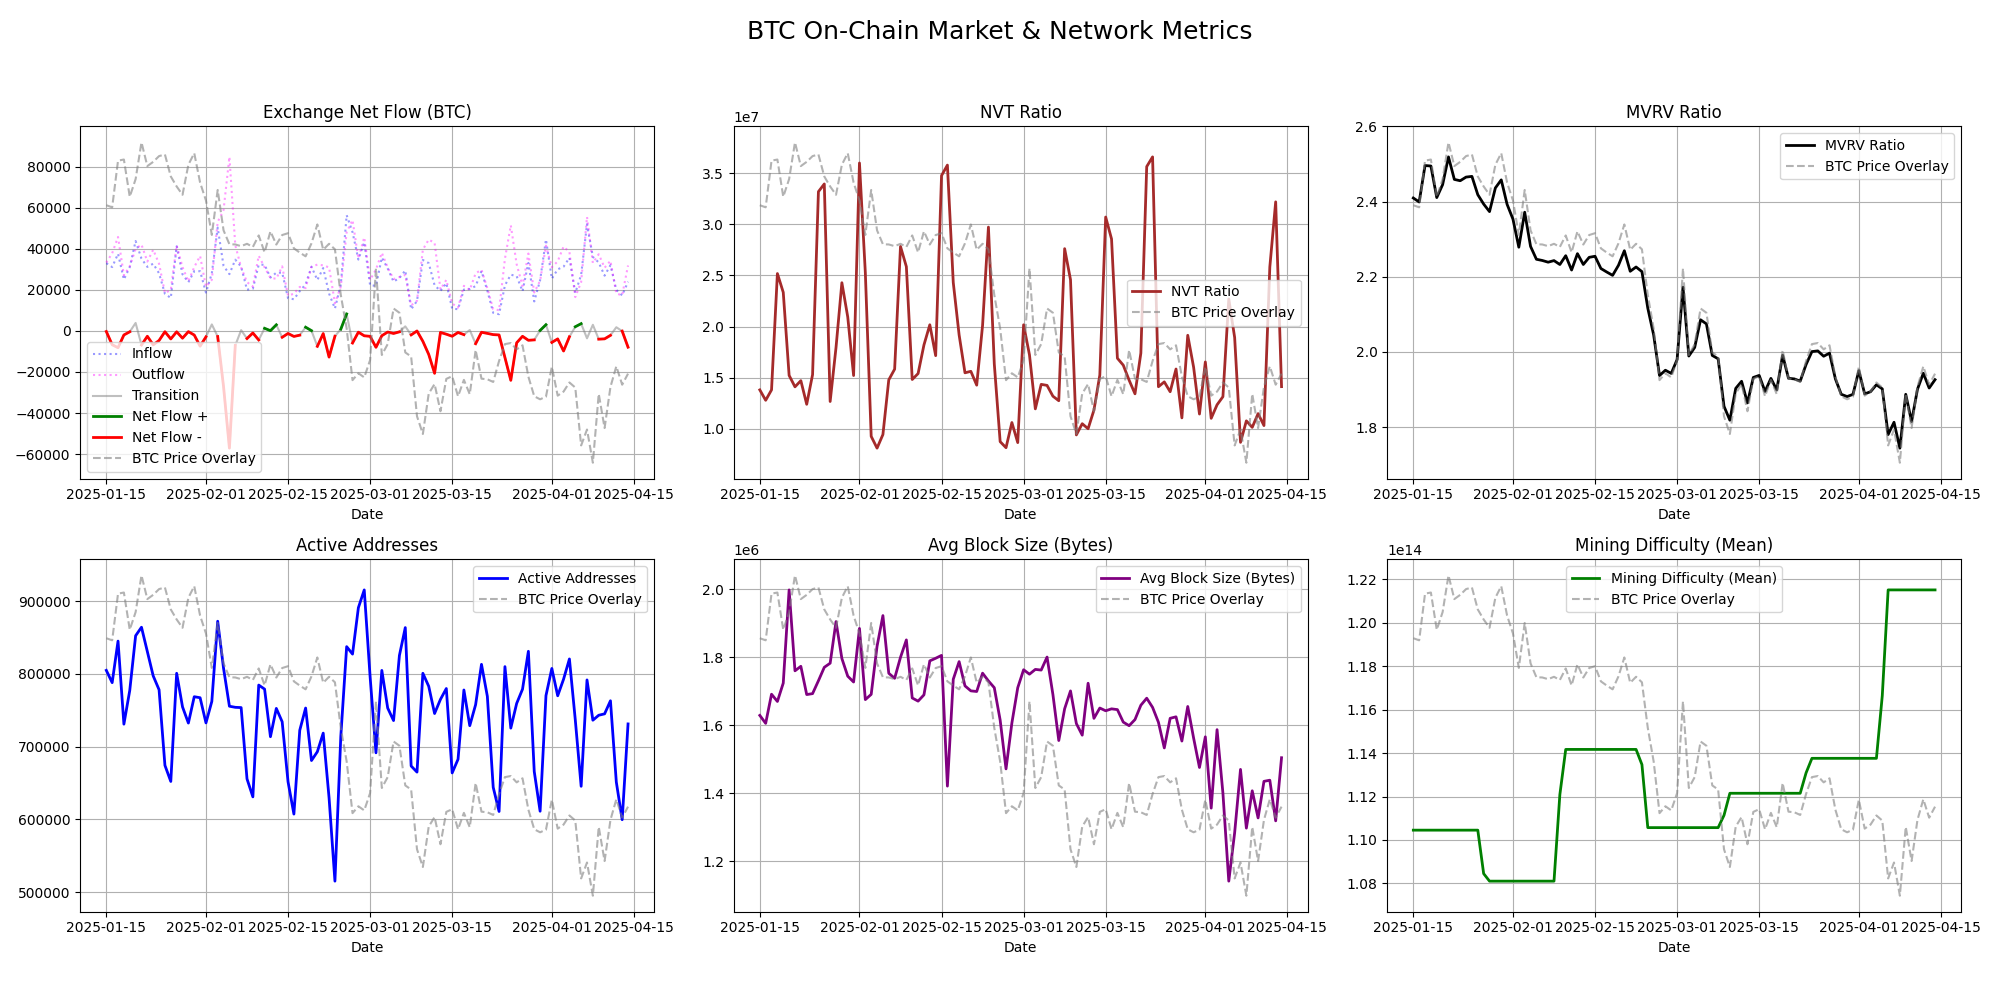 BTC On-Chain Market & Network Metrics
Exchange Net Flow (BTC)
80000
60000
40000
20000
0
−20000
−40000
−60000
Inflow
Outflow
Transition
Net Flow +
Net Flow -
BTC Price Overlay
2025-01-15 2025-02-01 2025-02-15 2025-03-01 2025-03-15 2025-04-01 2025-04-15
Date
NVT Ratio
1e7
3.5
3.0
2.5
2.0
1.5
1.0
NVT Ratio
BTC Price Overlay
2025-01-15 2025-02-01 2025-02-15 2025-03-01 2025-03-15 2025-04-01 2025-04-15
Date
MVRV Ratio
2.6
2.4
2.2
2.0
1.8
MVRV Ratio
BTC Price Overlay
2025-01-15 2025-02-01 2025-02-15 2025-03-01 2025-03-15 2025-04-01 2025-04-15
Date
Active Addresses
900000
800000
700000
600000
500000
Active Addresses
BTC Price Overlay
2025-01-15 2025-02-01 2025-02-15 2025-03-01 2025-03-15 2025-04-01 2025-04-15
Date
Avg Block Size (Bytes)
1e6
2.0
1.8
1.6
1.4
1.2
Avg Block Size (Bytes)
BTC Price Overlay
2025-01-15 2025-02-01 2025-02-15 2025-03-01 2025-03-15 2025-04-01 2025-04-15
Date
Mining Difficulty (Mean)
1e14
1.22
1.20
1.18
1.16
1.14
1.12
1.10
1.08
Mining Difficulty (Mean)
BTC Price Overlay
2025-01-15 2025-02-01 2025-02-15 2025-03-01 2025-03-15 2025-04-01 2025-04-15
Date